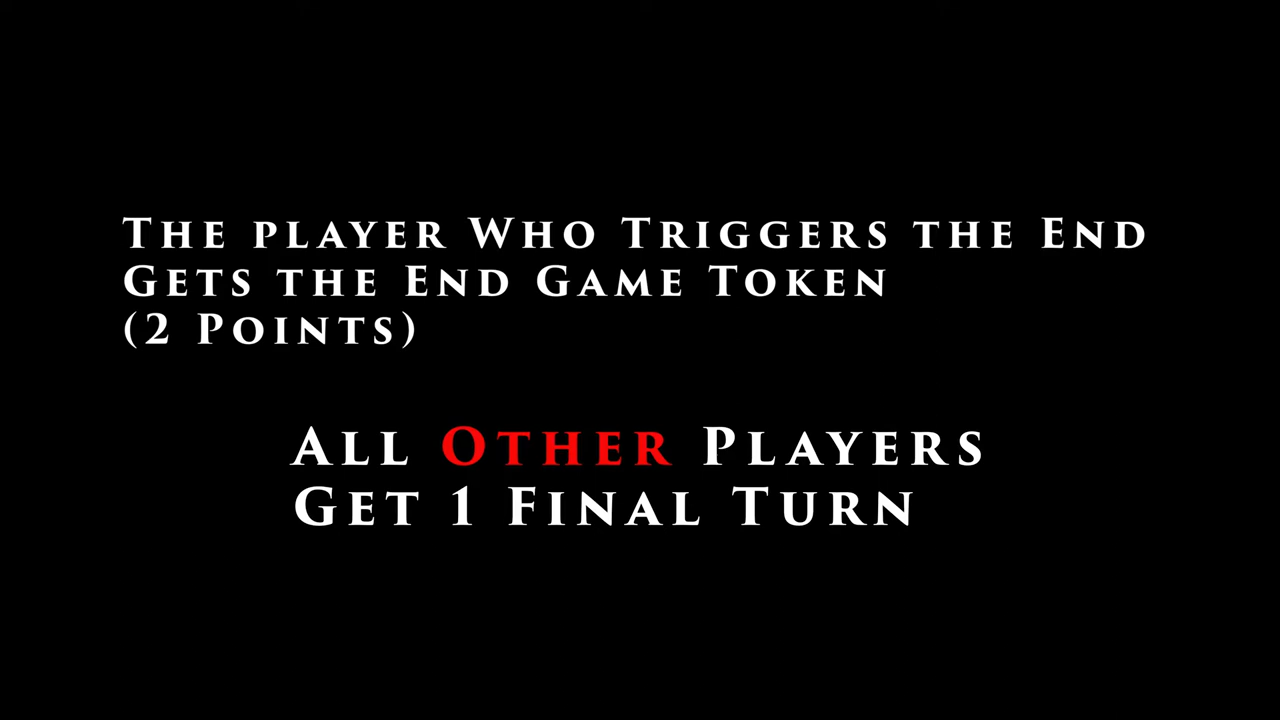 The player Who Triggers the End
Gets the End Game Token
(2 Points)
All Other Players
Get 1 Final Turn